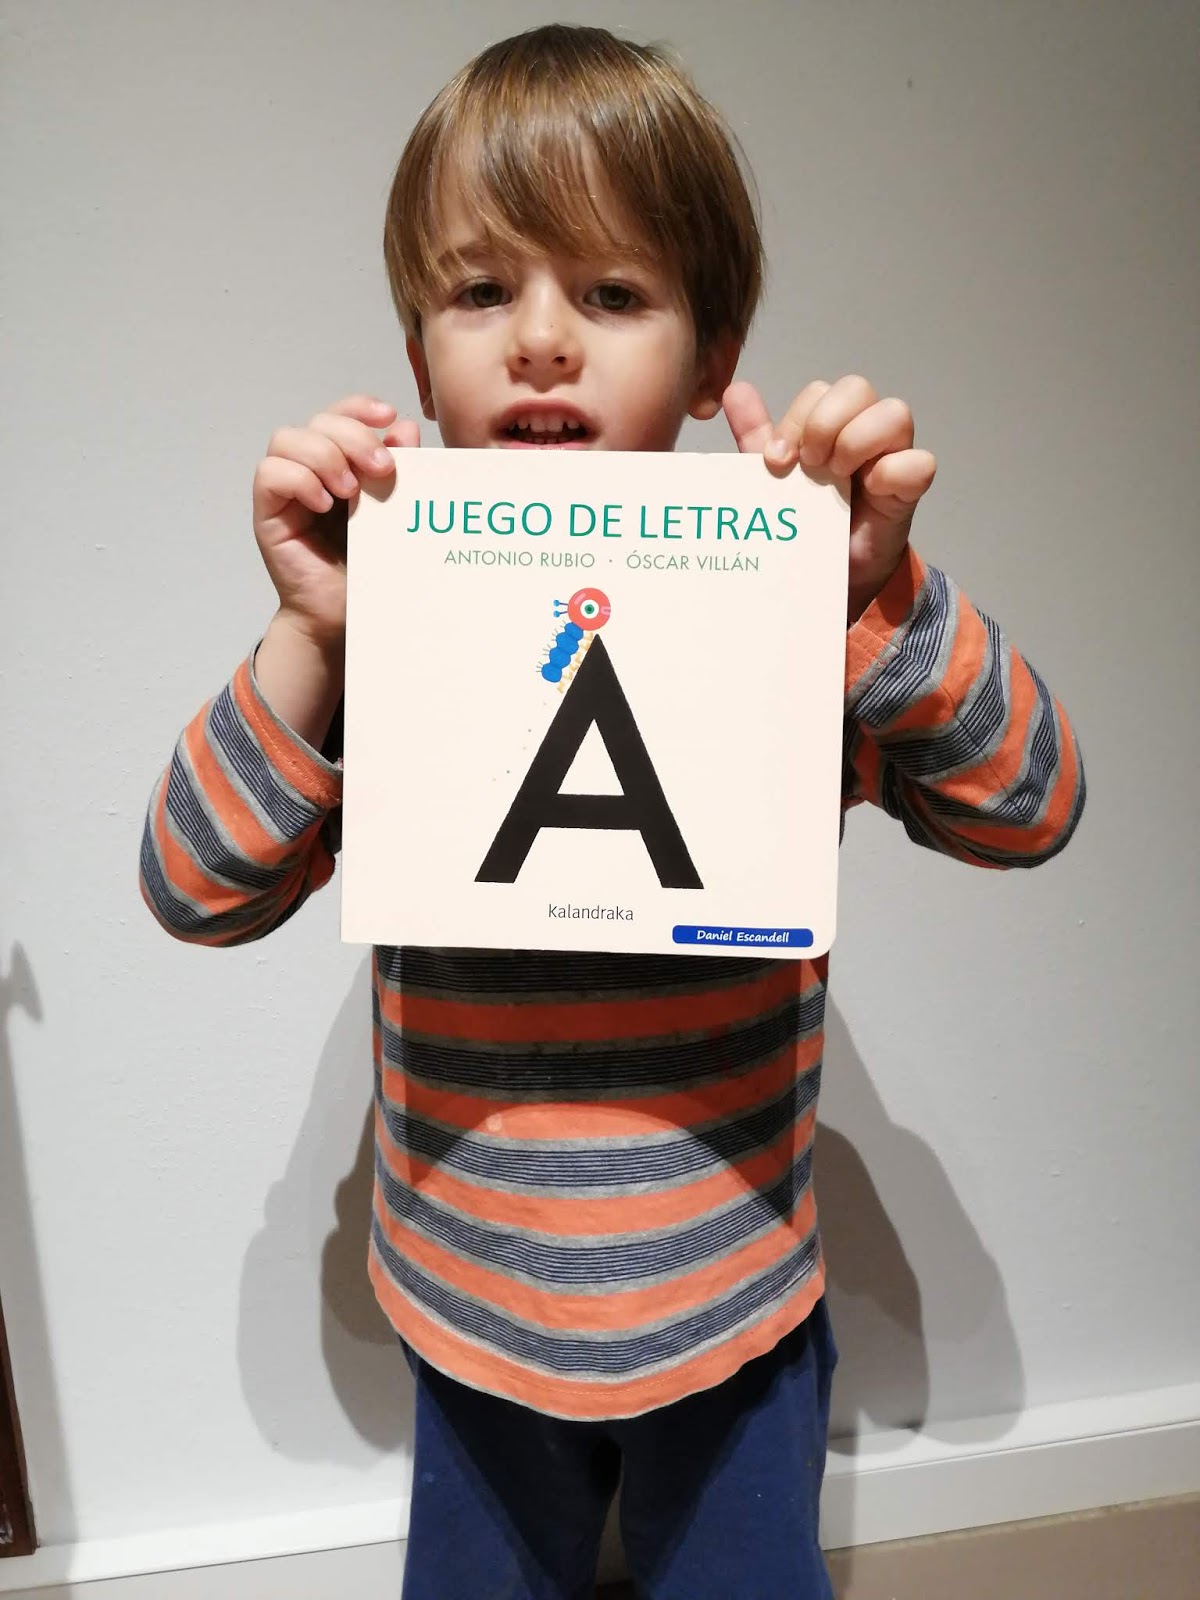 JUEGO DE LETRAS
ANTONIO RUBIO · ÓSCAR VILLÁN
A
Kalandraka
Daniel Escandell